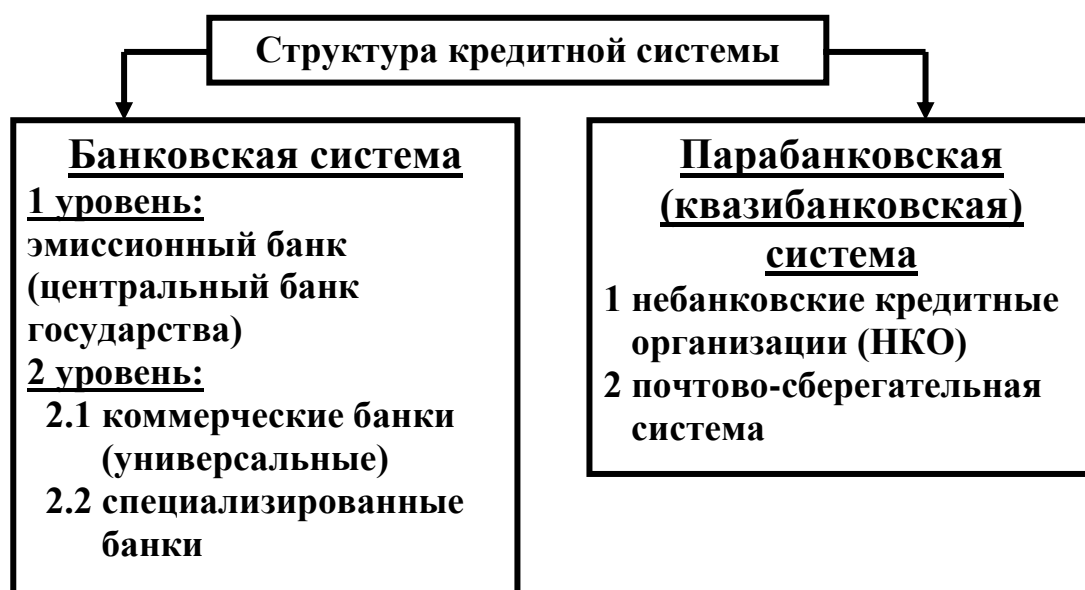 Структура кредитной системы
Банковская система
1 уровень:
эмиссионный банк
(центральный банк
государства)
2 уровень:
2.1 коммерческие банки
(универсальные)
2.2 специализированные
банки
Парабанковская
(квазибанковская)
система
1 небанковские кредитные
организации (НКО)
2 почтово-сберегательная
система